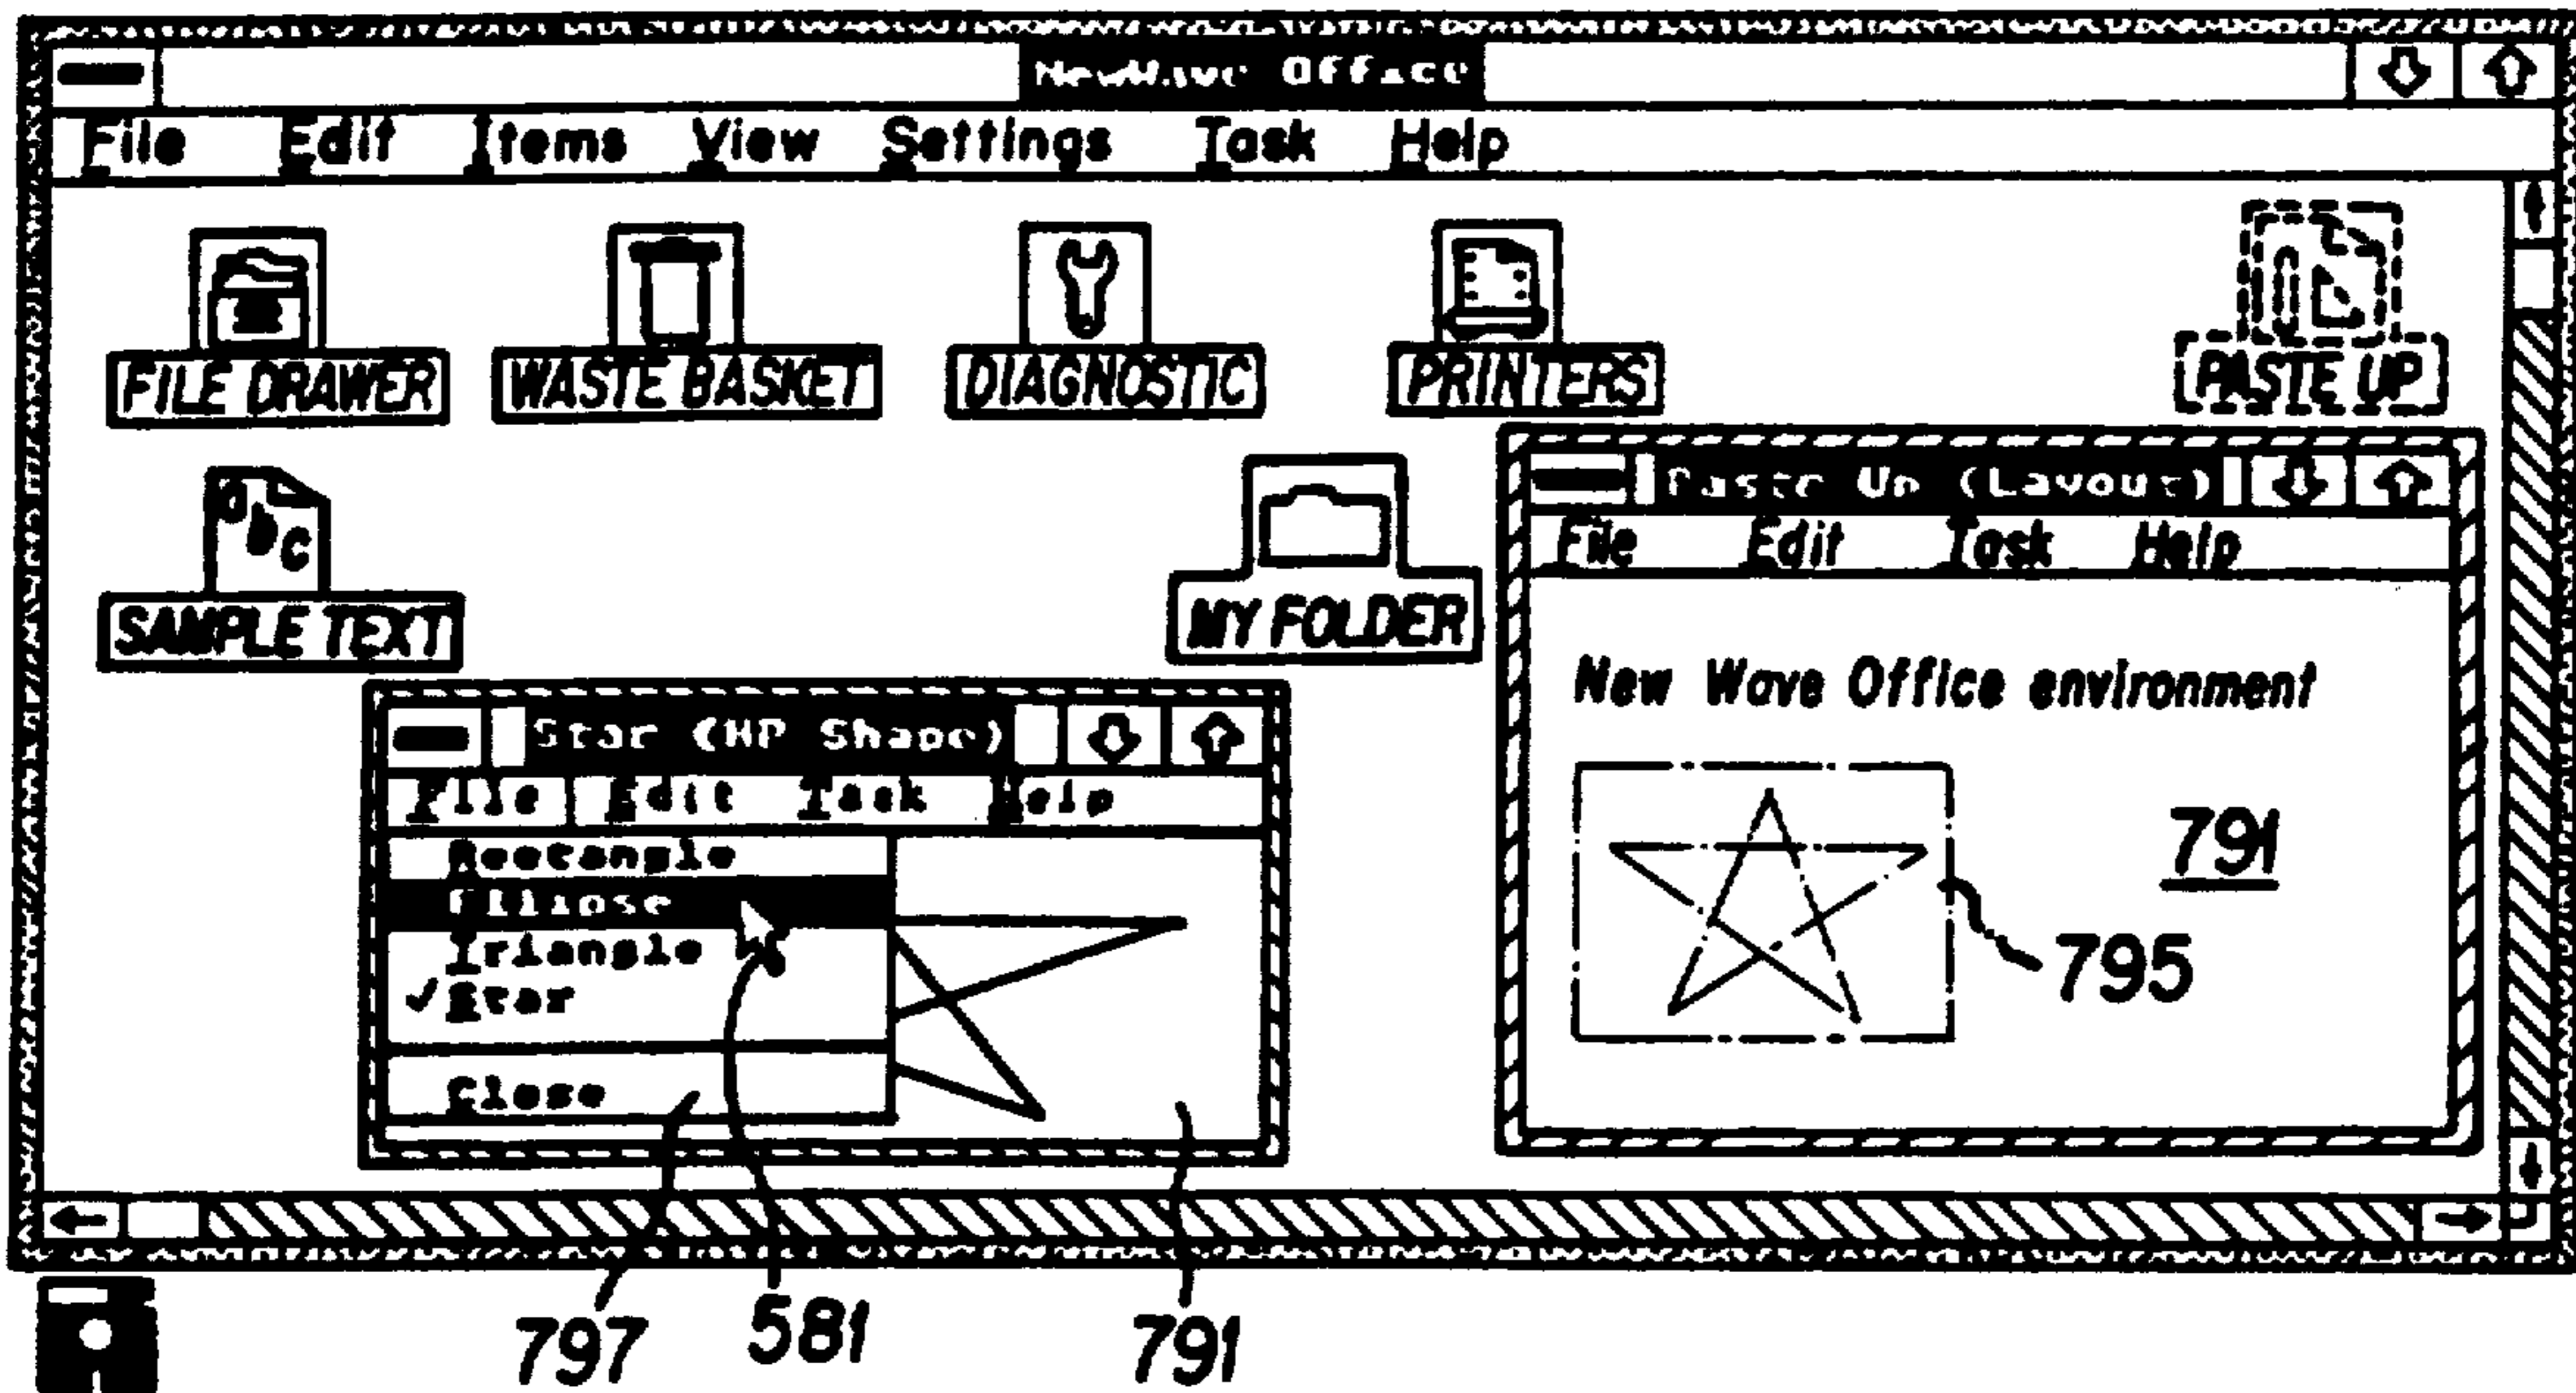 NewWave Office
File Edit Items View Settings Task Help
FILE DRAWER WASTE BASKET DIAGNOSTIC PRINTERS PASTE UP
abc
SAMPLE TEXT
MY FOLDER
Paste Up (Layout)
File Edit Task Help
New Wave Office environment
791
795
Star (HP Shape)
File Edit Task Help
Rectangle
Ellipse
Triangle
✓Star
Close
797 581 791